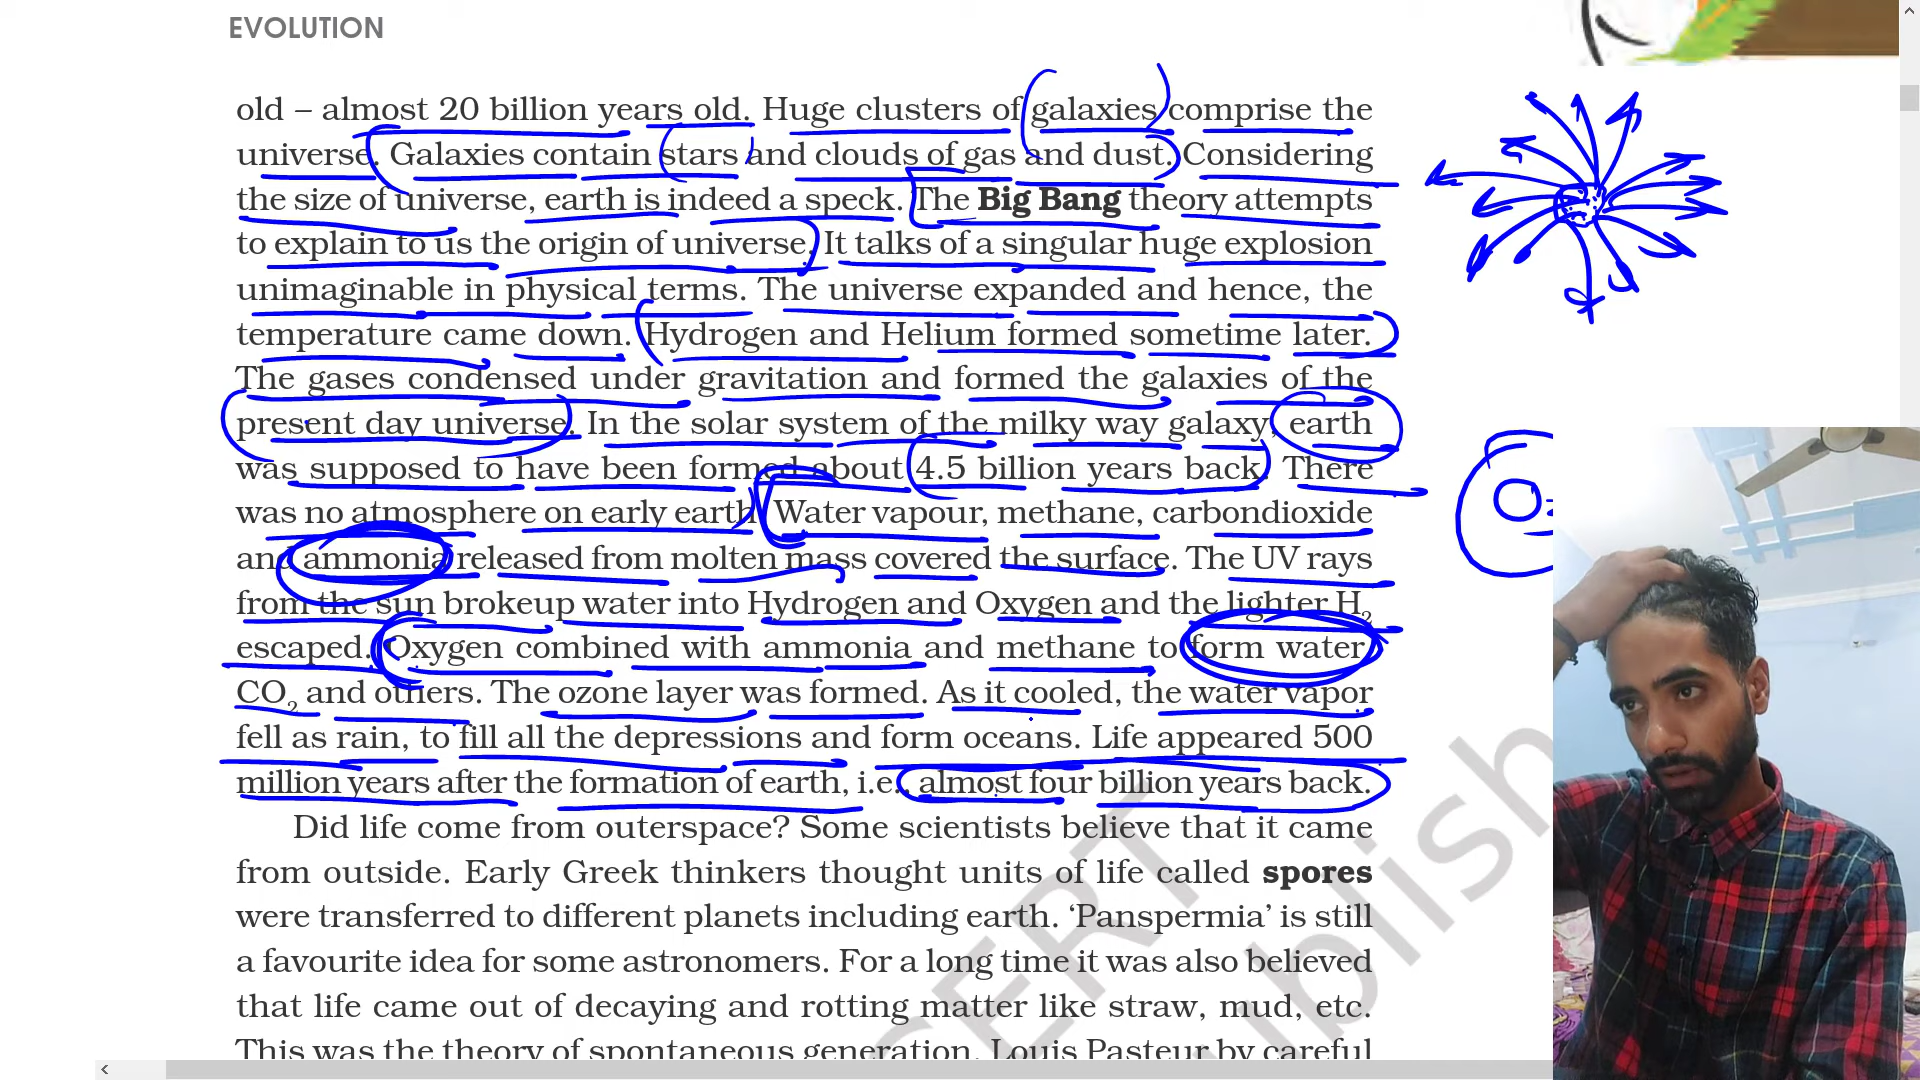 EVOLUTION
old – almost 20 billion years old. Huge clusters of galaxies comprise the
universe. Galaxies contain stars and clouds of gas and dust. Considering
the size of universe, earth is indeed a speck. The Big Bang theory attempts
to explain to us the origin of universe. It talks of a singular huge explosion
unimaginable in physical terms. The universe expanded and hence, the
temperature came down. Hydrogen and Helium formed sometime later.
The gases condensed under gravitation and formed the galaxies of the
present day universe. In the solar system of the milky way galaxy, earth
was supposed to have been formed about 4.5 billion years back. There
was no atmosphere on early earth. Water vapour, methane, carbondioxide
and ammonia released from molten mass covered the surface. The UV rays
from the sun brokeup water into Hydrogen and Oxygen and the lighter H2
escaped. Oxygen combined with ammonia and methane to form water,
CO2 and others. The ozone layer was formed. As it cooled, the water vapor
fell as rain, to fill all the depressions and form oceans. Life appeared 500
million years after the formation of earth, i.e., almost four billion years back.
Did life come from outerspace? Some scientists believe that it came
from outside. Early Greek thinkers thought units of life called spores
were transferred to different planets including earth. ‘Panspermia’ is still
a favourite idea for some astronomers. For a long time it was also believed
that life came out of decaying and rotting matter like straw, mud, etc.
This was the theory of spontaneous generation. Louis Pasteur by careful
O2